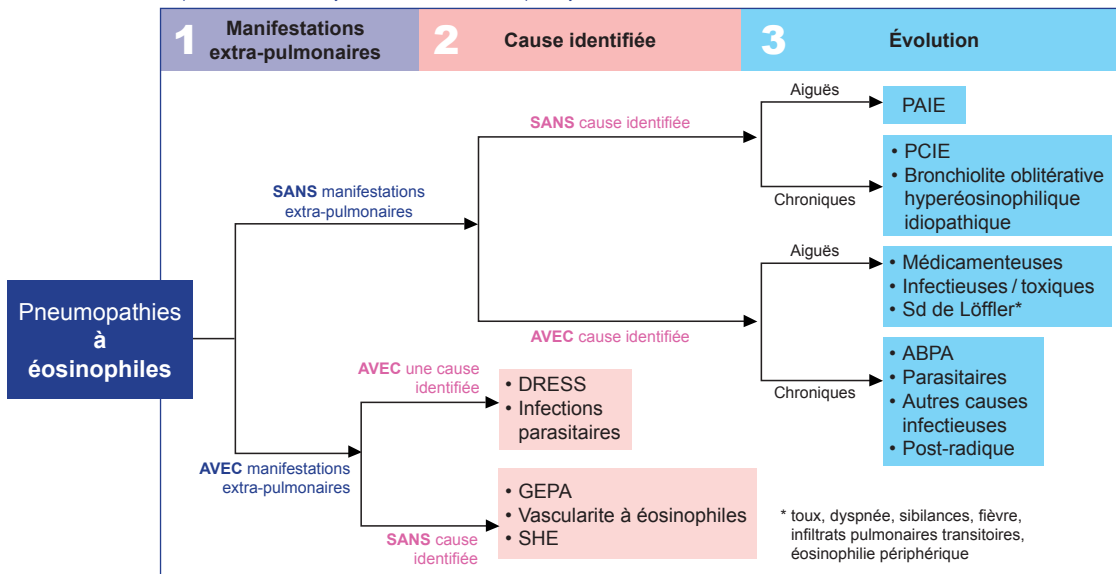 1 Manifestations
extra-pulmonaires
2 Cause identifiée
3 Évolution
Pneumopathies
à
éosinophiles
SANS manifestations
extra-pulmonaires
SANS cause identifiée
Aiguës
PAIE
Chroniques
• PCIE
• Bronchiolite oblitérative
hyperéosinophilique
idiopathique
AVEC cause identifiée
Aiguës
• Médicamenteuses
• Infectieuses / toxiques
• Sd de Löffler*
Chroniques
• ABPA
• Parasitaires
• Autres causes
infectieuses
• Post-radique
AVEC manifestations
extra-pulmonaires
AVEC une cause
identifiée
• DRESS
• Infections
parasitaires
SANS cause
identifiée
• GEPA
• Vascularite à éosinophiles
• SHE
* toux, dyspnée, sibilances, fièvre,
infiltrats pulmonaires transitoires,
éosinophilie périphérique